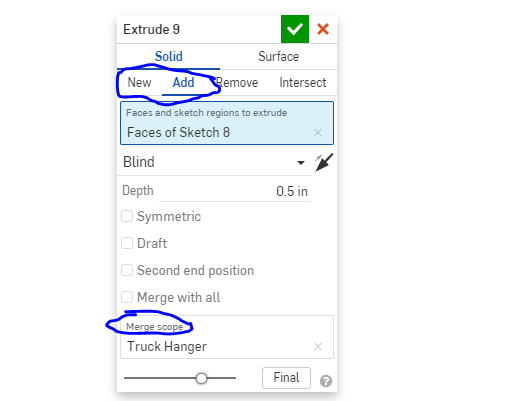 Extrude 9
Solid Surface
New Add Remove Intersect
Faces and sketch regions to extrude
Faces of Sketch 8
Blind
Depth 0.5 in
Symmetric
Draft
Second end position
Merge with all
Merge scope
Truck Hanger
Final